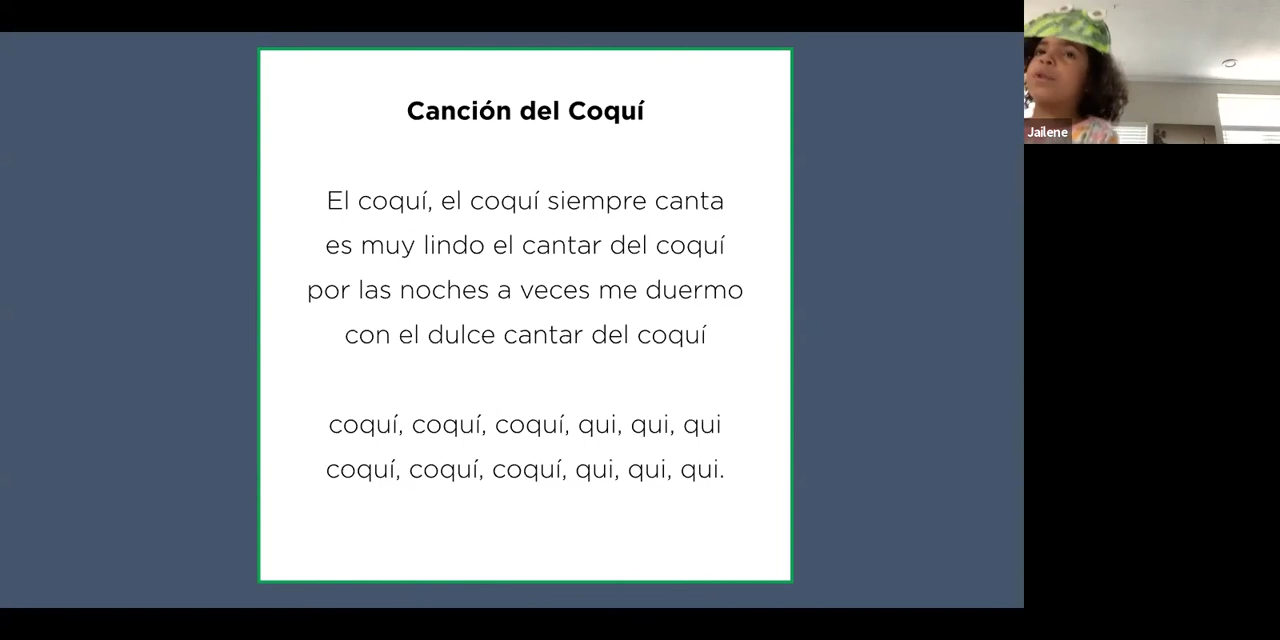 Canción del Coquí
El coquí, el coquí siempre canta
es muy lindo el cantar del coquí
por las noches a veces me duermo
con el dulce cantar del coquí
coquí, coquí, coquí, qui, qui, qui
coquí, coquí, coquí, qui, qui, qui.
Jailene